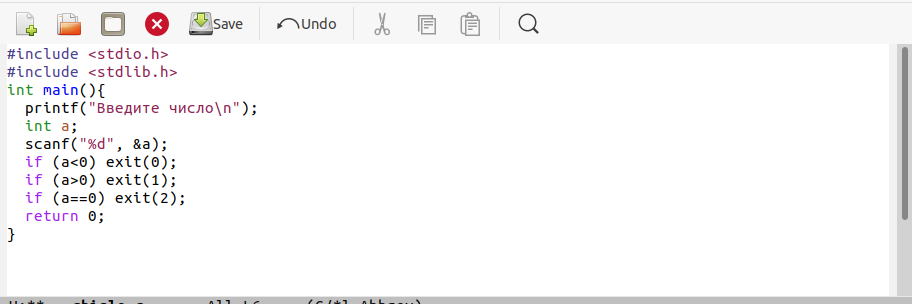 Save Undo
#include <stdio.h>
#include <stdlib.h>
int main(){
  printf("Введите число\n");
  int a;
  scanf("%d", &a);
  if (a<0) exit(0);
  if (a>0) exit(1);
  if (a==0) exit(2);
  return 0;
}